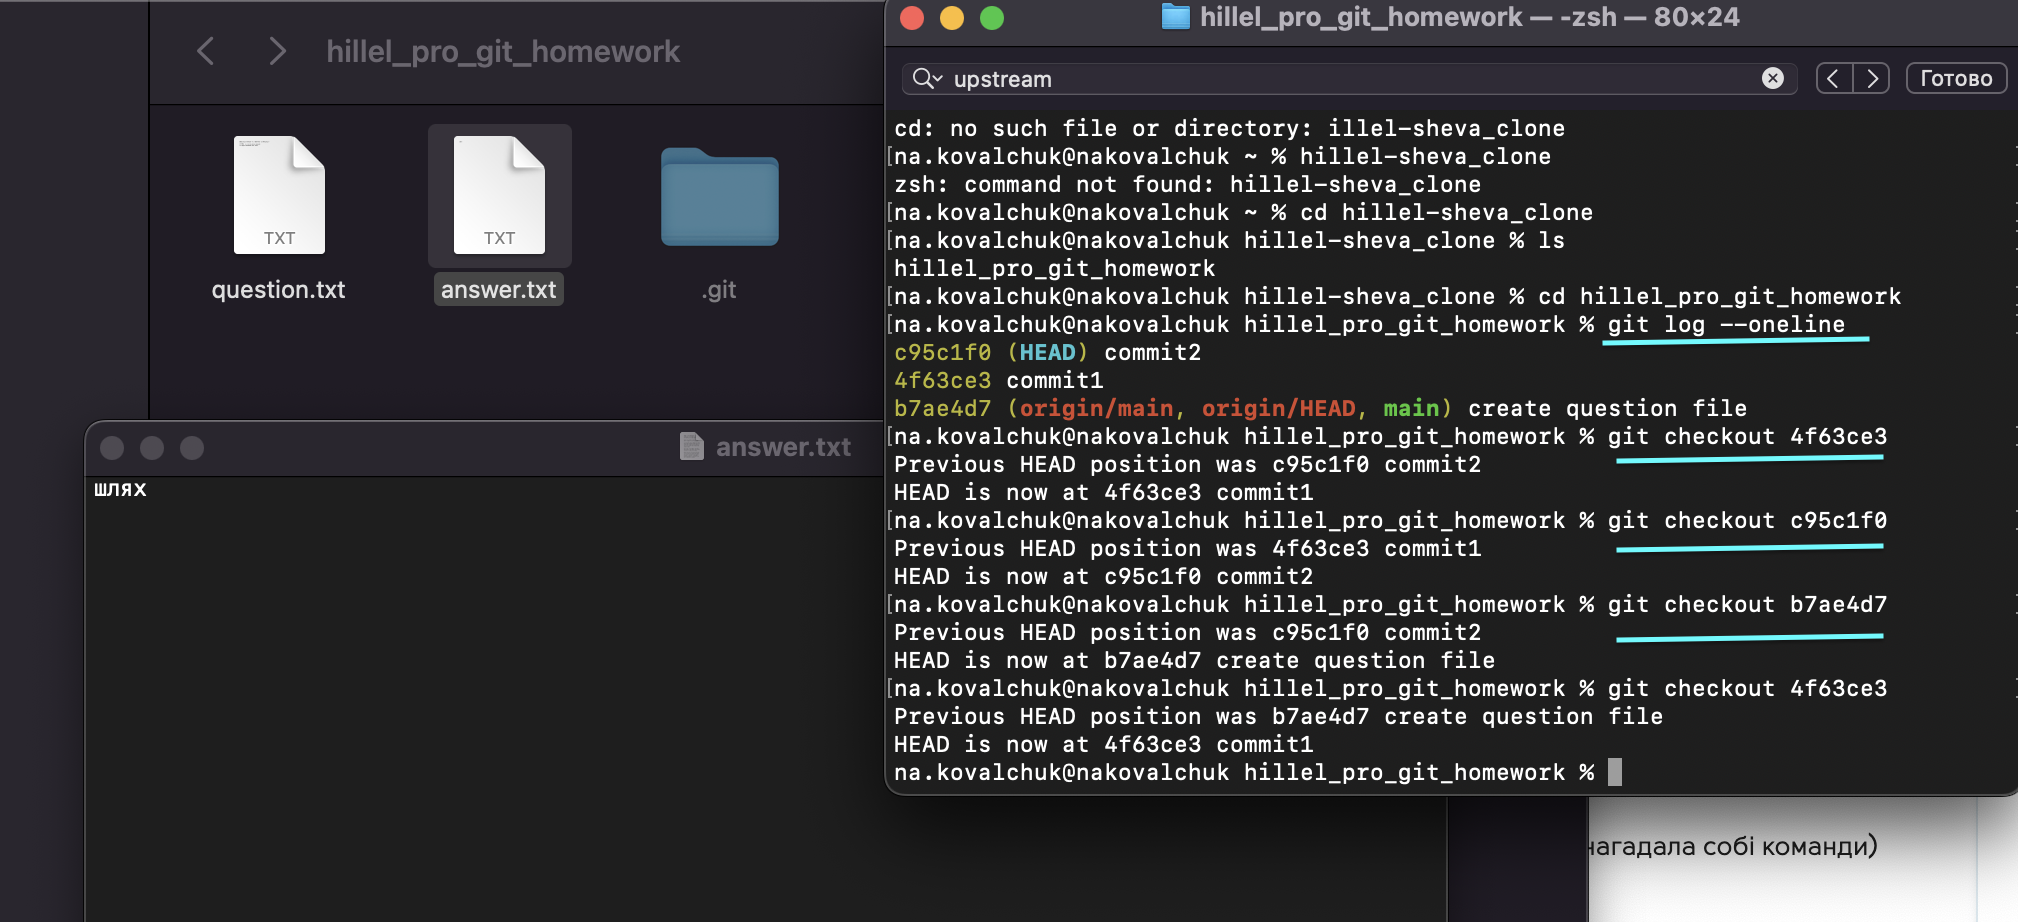 hillel_pro_git_homework
TXT
TXT
question.txt
answer.txt
.git
answer.txt
шлях
hillel_pro_git_homework — -zsh — 80×24
upstream
Готово
cd: no such file or directory: illel-sheva_clone
[na.kovalchuk@nakovalchuk ~ % hillel-sheva_clone
zsh: command not found: hillel-sheva_clone
[na.kovalchuk@nakovalchuk ~ % cd hillel-sheva_clone
[na.kovalchuk@nakovalchuk hillel-sheva_clone % ls
hillel_pro_git_homework
[na.kovalchuk@nakovalchuk hillel-sheva_clone % cd hillel_pro_git_homework
[na.kovalchuk@nakovalchuk hillel_pro_git_homework % git log --oneline
c95c1f0 (HEAD) commit2
4f63ce3 commit1
b7ae4d7 (origin/main, origin/HEAD, main) create question file
[na.kovalchuk@nakovalchuk hillel_pro_git_homework % git checkout 4f63ce3
Previous HEAD position was c95c1f0 commit2
HEAD is now at 4f63ce3 commit1
[na.kovalchuk@nakovalchuk hillel_pro_git_homework % git checkout c95c1f0
Previous HEAD position was 4f63ce3 commit1
HEAD is now at c95c1f0 commit2
[na.kovalchuk@nakovalchuk hillel_pro_git_homework % git checkout b7ae4d7
Previous HEAD position was c95c1f0 commit2
HEAD is now at b7ae4d7 create question file
[na.kovalchuk@nakovalchuk hillel_pro_git_homework % git checkout 4f63ce3
Previous HEAD position was b7ae4d7 create question file
HEAD is now at 4f63ce3 commit1
na.kovalchuk@nakovalchuk hillel_pro_git_homework %
собі команди)